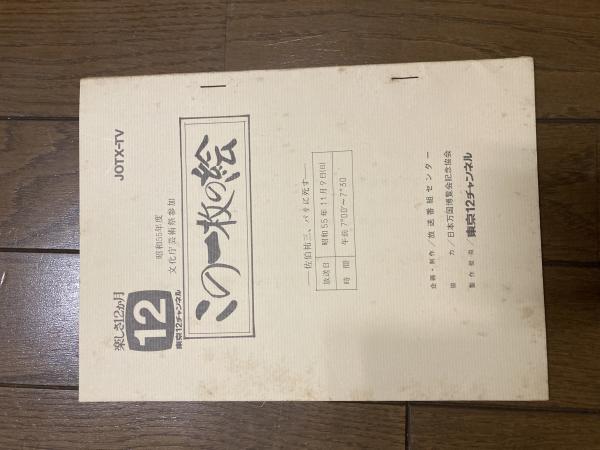 楽しさ12か月
12
東京12チャンネル
JOTX-TV
昭和55年度
文化庁芸術祭参加
この一枚の絵
―佐伯祐三、パリに死す―
放送日 昭和55年11月9日(日)
時間 午前7°00'~7°30
企画・制作/放送番組センター
協力/日本万国博覧会記念協会
製作担当/東京12チャンネル